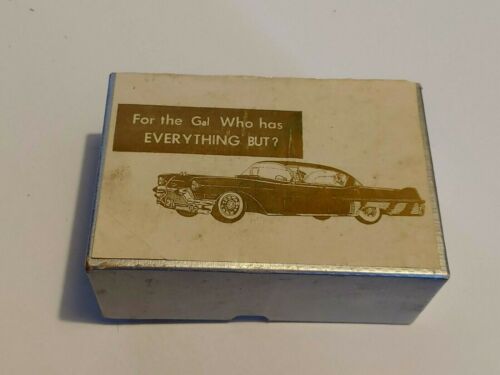 For the Gal Who has
EVERYTHING BUT?